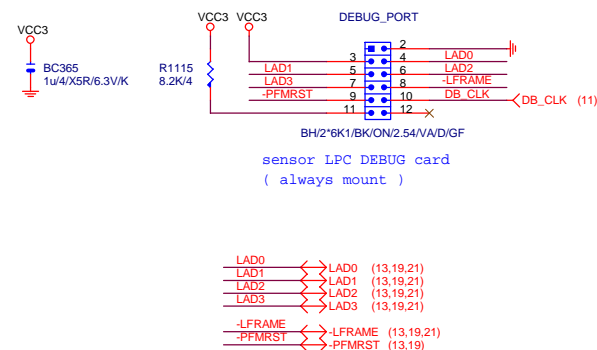 VCC3 VCC3 DEBUG_PORT
VCC3
2
3 4 LAD0
LAD1 5 6 LAD2
LAD3 7 8 -LFRAME
-PFMRST 9 10 DB_CLK DB_CLK (11)
11 12
BC365
1u/4/X5R/6.3V/K
R1115
8.2K/4
BH/2*6K1/BK/ON/2.54/VA/D/GF
sensor LPC DEBUG card
( always mount )
LAD0 LAD0 (13,19,21)
LAD1 LAD1 (13,19,21)
LAD2 LAD2 (13,19,21)
LAD3 LAD3 (13,19,21)
-LFRAME -LFRAME (13,19,21)
-PFMRST -PFMRST (13,19)